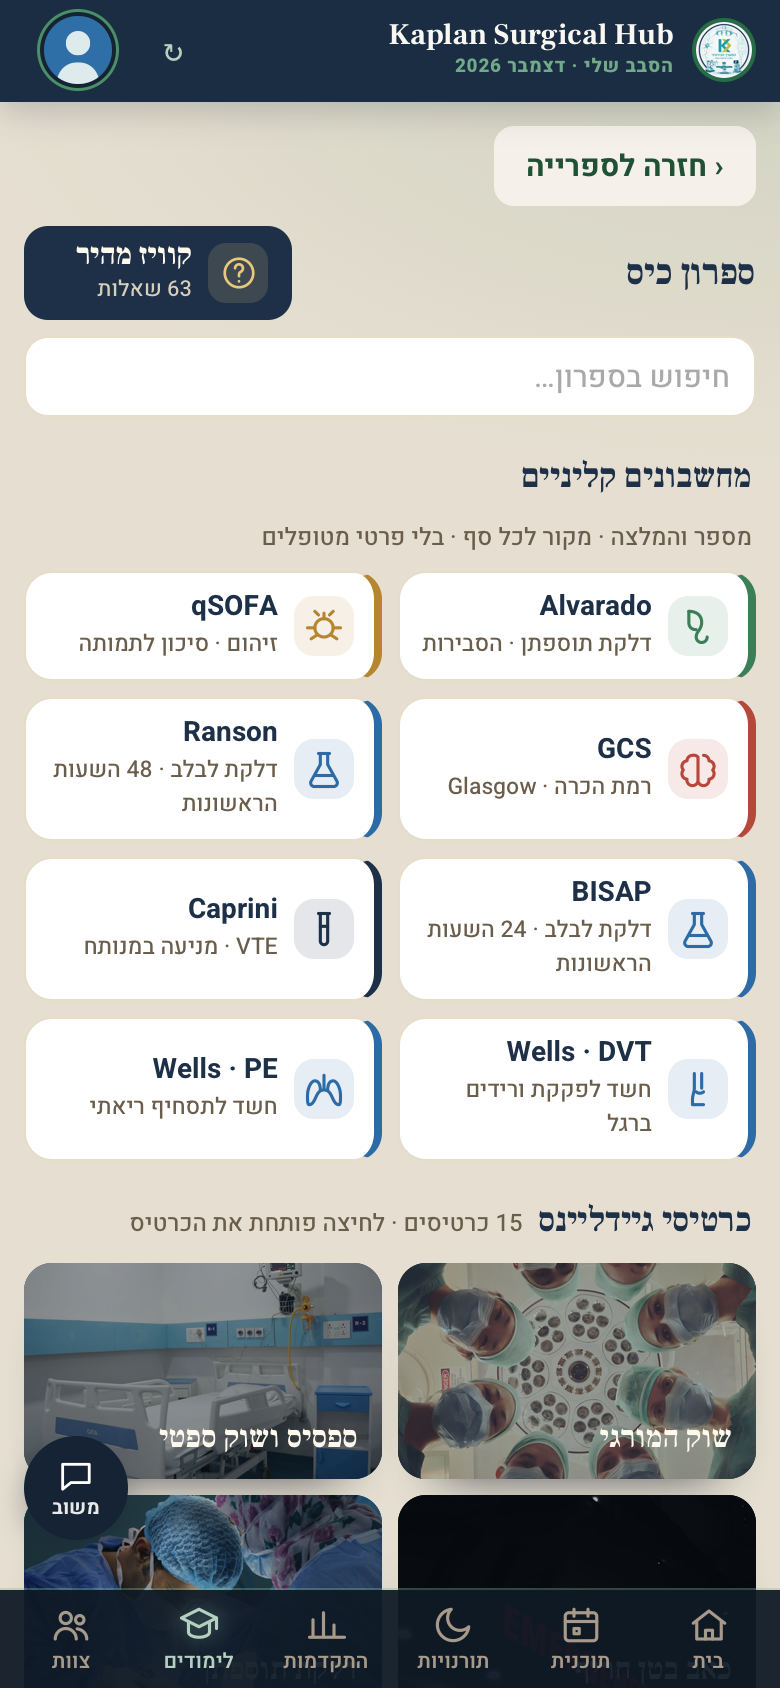 Kaplan Surgical Hub
הסבב שלי · דצמבר 2026
↻
‹ חזרה לספרייה
ספרון כיס
קוויז מהיר
63 שאלות
חיפוש בספרון...
מחשבונים קליניים
מספר והמלצה · מקור לכל סף · בלי פרטי מטופלים
Alvarado
דלקת תוספתן · הסבירות
qSOFA
זיהום · סיכון לתמותה
GCS
רמת הכרה · Glasgow
Ranson
דלקת לבלב · 48 השעות
הראשונות
BISAP
דלקת לבלב · 24 השעות
הראשונות
Caprini
VTE · מניעה במנותח
Wells · DVT
חשד לפקקת ורידים
ברגל
Wells · PE
חשד לתסחיף ריאתי
כרטיסי גיידליינס 15 כרטיסים · לחיצה פותחת את הכרטיס
שוק המורגי
ספסיס ושוק ספטי
משוב
בית
תוכנית
תורנויות
התקדמות
לימודים
צוות